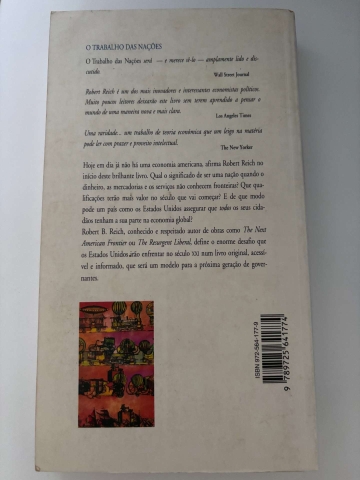 O TRABALHO DAS NAÇÕES
O Trabalho das Nações será — e merece sê-lo — amplamente lido e dis-
cutido.
Wall Street Journal
Robert Reich é um dos mais inovadores e interessantes economistas políticos.
Muito poucos leitores deixarão este livro sem terem aprendido a pensar o
mundo de uma maneira nova e mais clara.
Los Angeles Times
Uma raridade... um trabalho de teoria económica que um leigo na matéria
pode ler com prazer e proveito intelectual.
The New Yorker
Hoje em dia já não há uma economia americana, afirma Robert Reich no
início deste brilhante livro. Qual o significado de ser uma nação quando o
dinheiro, as mercadorias e os serviços não conhecem fronteiras? Que qua-
lificações terão mais valor no século que vai começar? E de que modo
pode um país como os Estados Unidos assegurar que todos os seus cida-
dãos tenham a sua parte na economia global?
Robert B. Reich, conhecido e respeitado autor de obras como The Next
American Frontier ou The Resurgent Liberal, define o enorme desafio que
os Estados Unidos irão enfrentar no século XXI num livro original, acess-
ível e informado, que será um modelo para a próxima geração de gover-
nantes.
ISBN 972-564-177-9
9 789725 641774